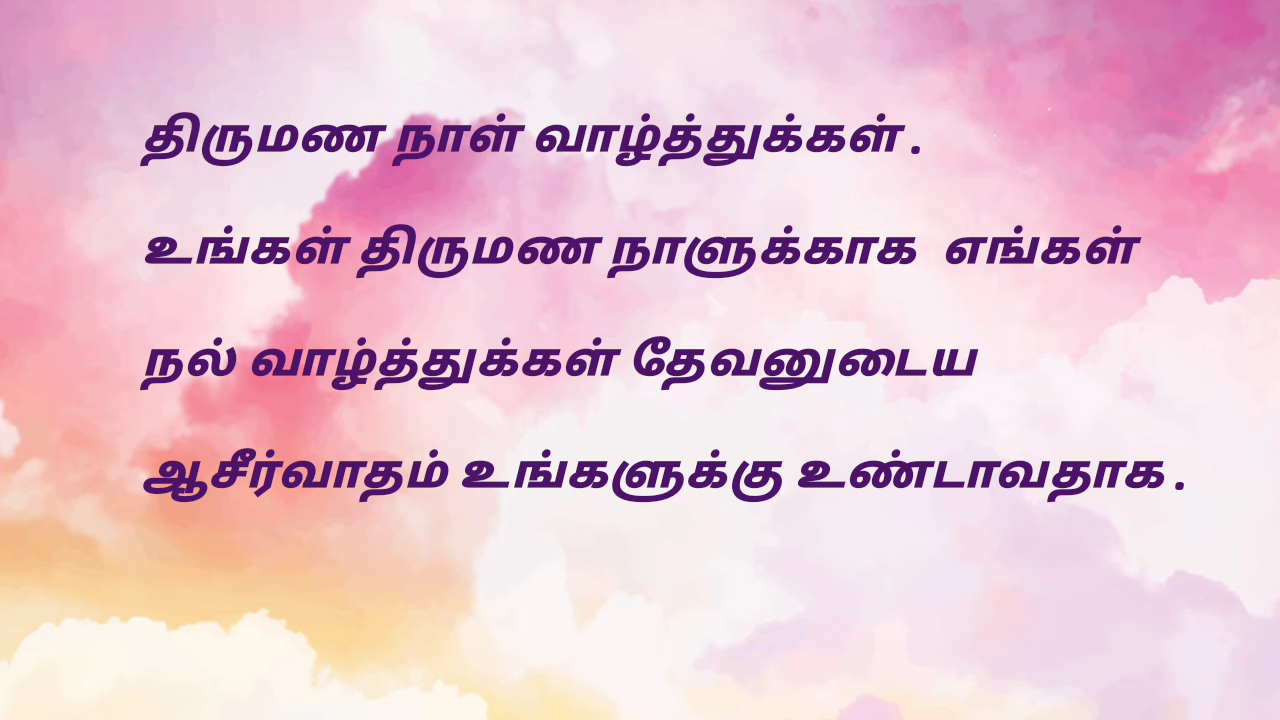 திருமண நாள் வாழ்த்துக்கள் .
உங்கள் திருமண நாளுக்காக எங்கள்
நல் வாழ்த்துக்கள் தேவனுடைய
ஆசீர்வாதம் உங்களுக்கு உண்டாவதாக .